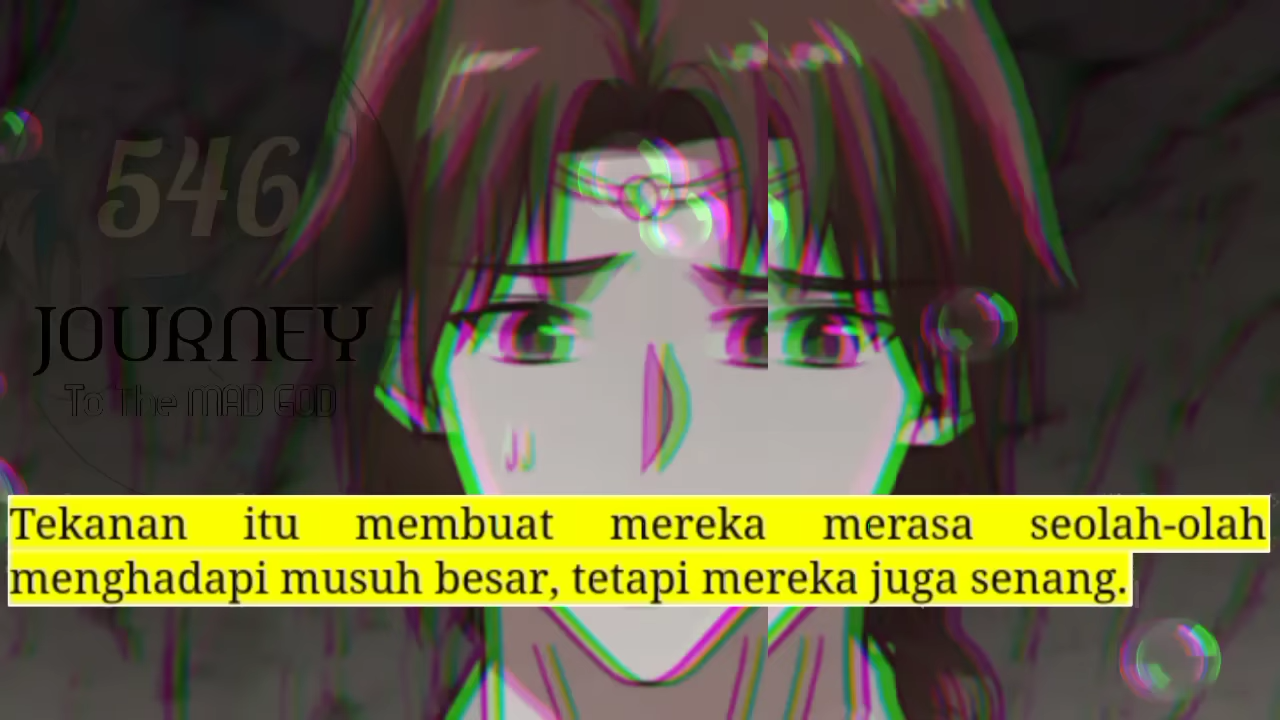 546
JOURNEY
To The MAD GOD
Tekanan itu membuat mereka merasa seolah-olah
menghadapi musuh besar, tetapi mereka juga senang.